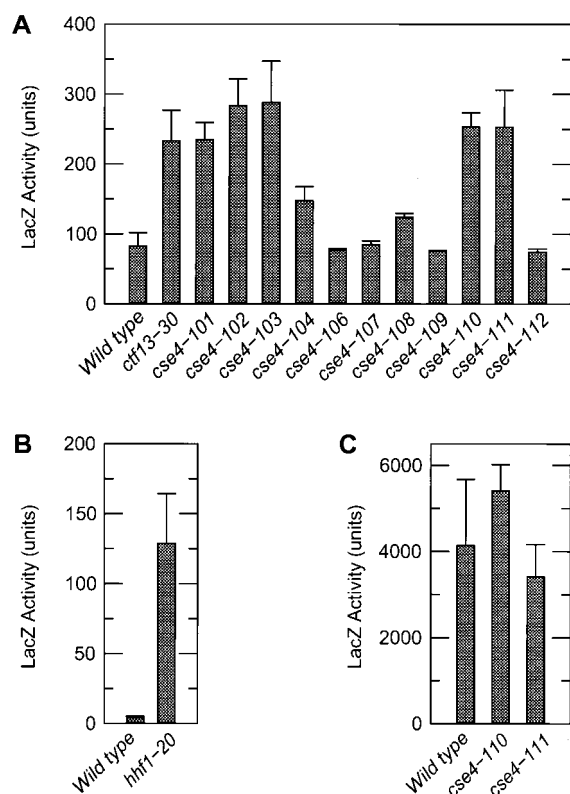 A
LacZ Activity (units)
400
300
200
100
0
Wild type
ctf13-30
cse4-101
cse4-102
cse4-103
cse4-104
cse4-106
cse4-107
cse4-108
cse4-109
cse4-110
cse4-111
cse4-112
B
LacZ Activity (units)
200
150
100
50
0
Wild type
hhf1-20
C
LacZ Activity (units)
6000
4000
2000
0
Wild type
cse4-110
cse4-111